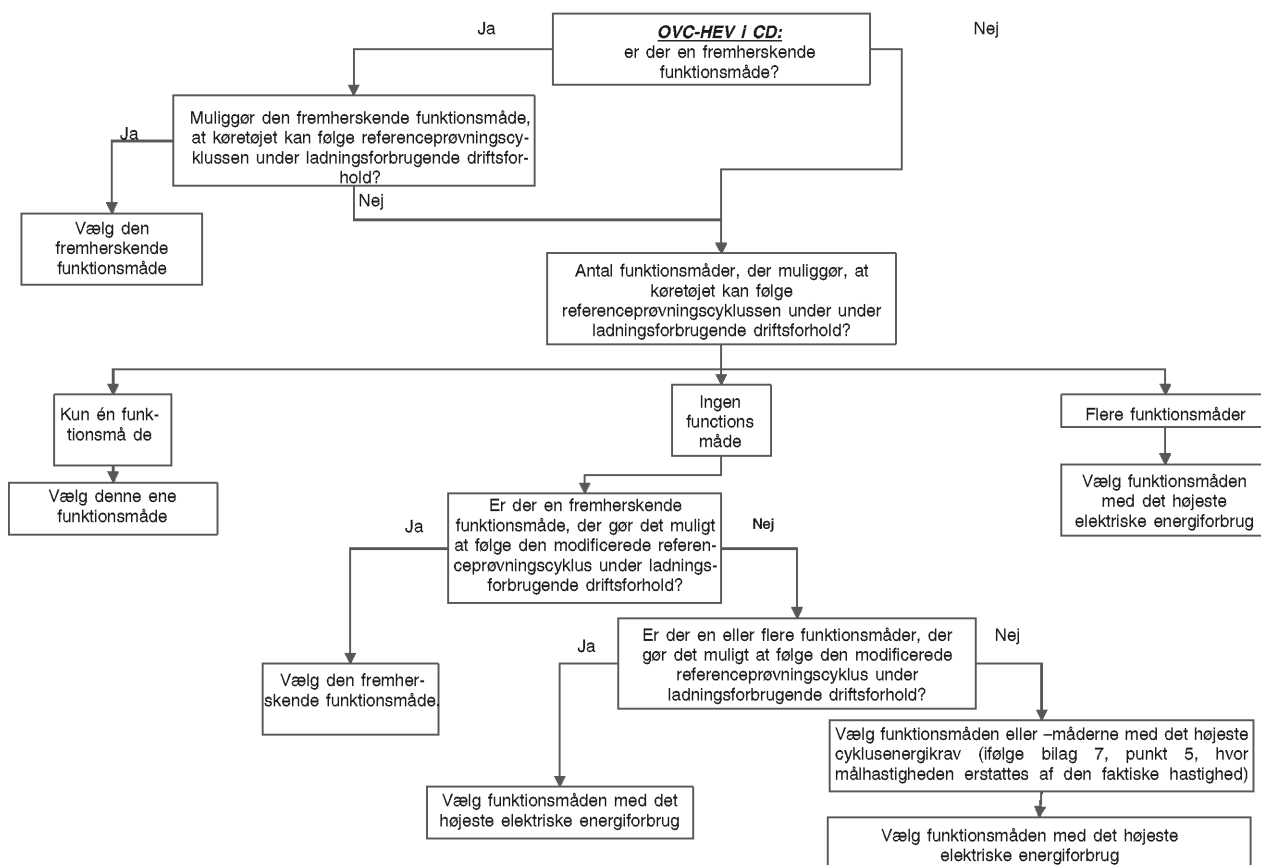 OVC-HEV i CD:
er der en fremherskende
funktionsmåde?
Ja
Nej
Muliggør den fremherskende funktionsmåde,
at køretøjet kan følge referenceprøvningscy-
klussen under ladningsforbrugende driftsfor-
hold?
Ja
Nej
Vælg den
fremherskende
funktionsmåde
Antal funktionsmåder, der muliggør, at
køretøjet kan følge
referenceprøvningscyklussen under under
ladningsforbrugende driftsforhold?
Kun én funk-
tionsmå de
Ingen
functions
måde
Flere funktionsmåder
Vælg denne ene
funktionsmåde
Vælg funktionsmåden
med det højeste
elektriske energiforbrug
Er der en fremherskende
funktionsmåde, der gør det muligt
at følge den modificerede referen-
ceprøvningscyklus under ladnings-
forbrugende driftsforhold?
Ja
Nej
Vælg den fremher-
skende funktionsmåde.
Er der en eller flere funktionsmåder, der
gør det muligt at følge den modificerede
referenceprøvningscyklus under
ladningsforbrugende driftsforhold?
Ja
Nej
Vælg funktionsmåden med det
højeste elektriske energiforbrug
Vælg funktionsmåden eller –måderne med det højeste
cyklusenergikrav (ifølge bilag 7, punkt 5, hvor
målhastigheden erstattes af den faktiske hastighed)
Vælg funktionsmåden med det højeste
elektriske energiforbrug